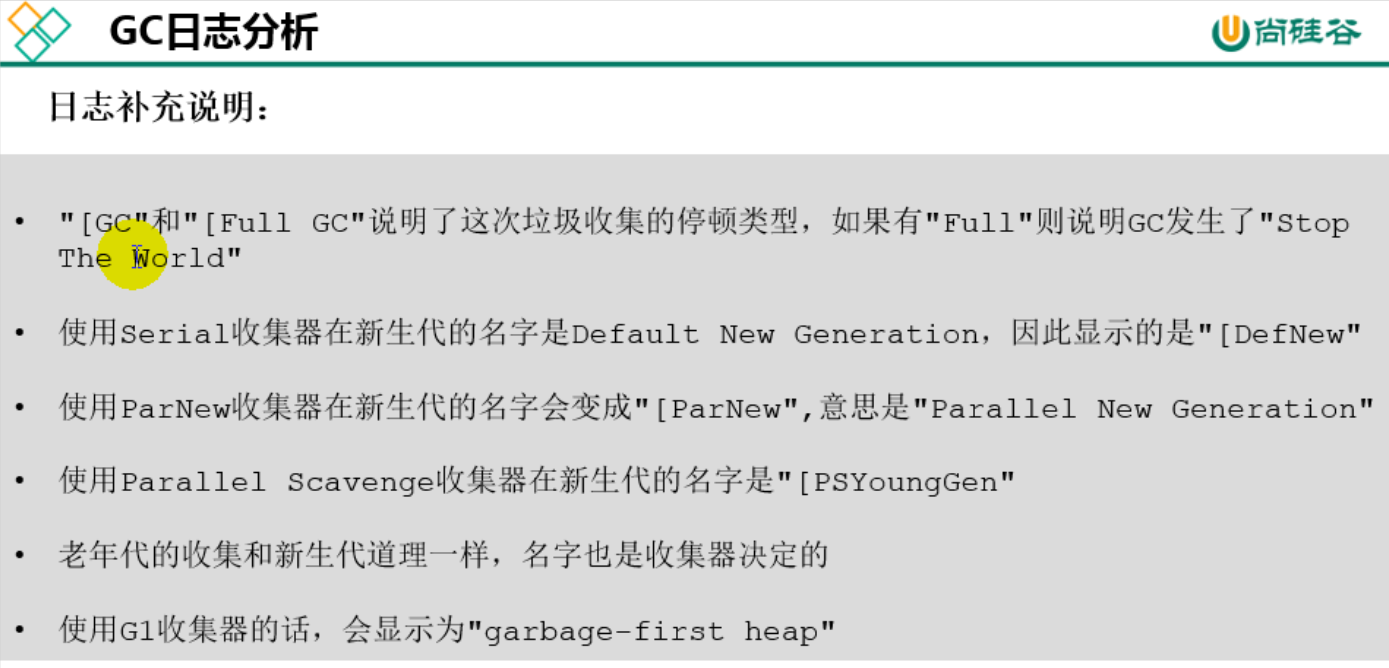 GC日志分析
尚硅谷
日志补充说明：
• "[GC"和"[Full GC"说明了这次垃圾收集的停顿类型，如果有"Full"则说明GC发生了"Stop
The World"
• 使用Serial收集器在新生代的名字是Default New Generation，因此显示的是"[DefNew"
• 使用ParNew收集器在新生代的名字会变成"[ParNew",意思是"Parallel New Generation"
• 使用Parallel Scavenge收集器在新生代的名字是"[PSYoungGen"
• 老年代的收集和新生代道理一样，名字也是收集器决定的
• 使用G1收集器的话，会显示为"garbage-first heap"